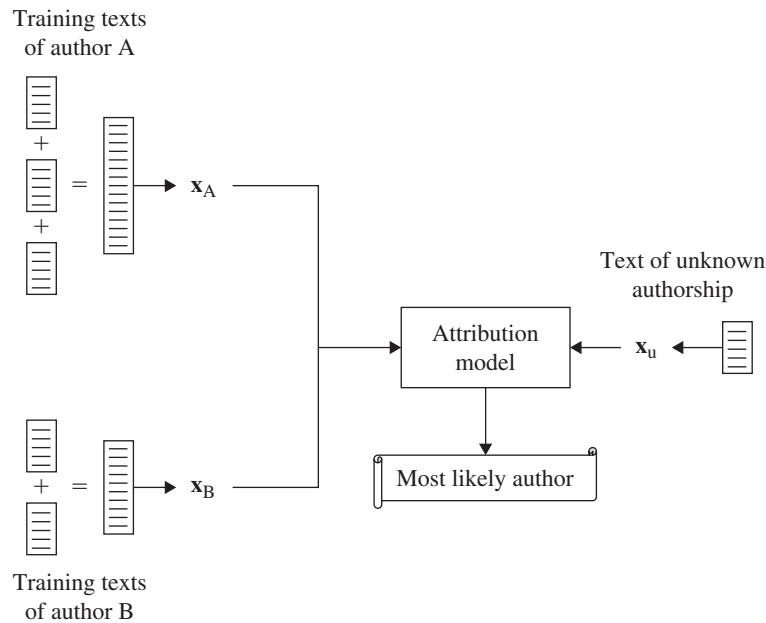 Training texts
of author A
+
=
x_A
+
Text of unknown
authorship
Attribution
model
x_u
Most likely author
+
=
x_B
Training texts
of author B